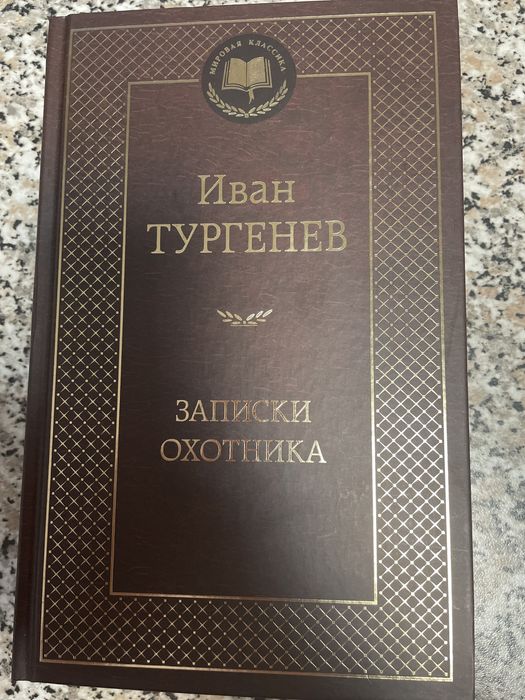 МИРОВАЯ КЛАССИКА
Иван
ТУРГЕНЕВ
ЗАПИСКИ
ОХОТНИКА